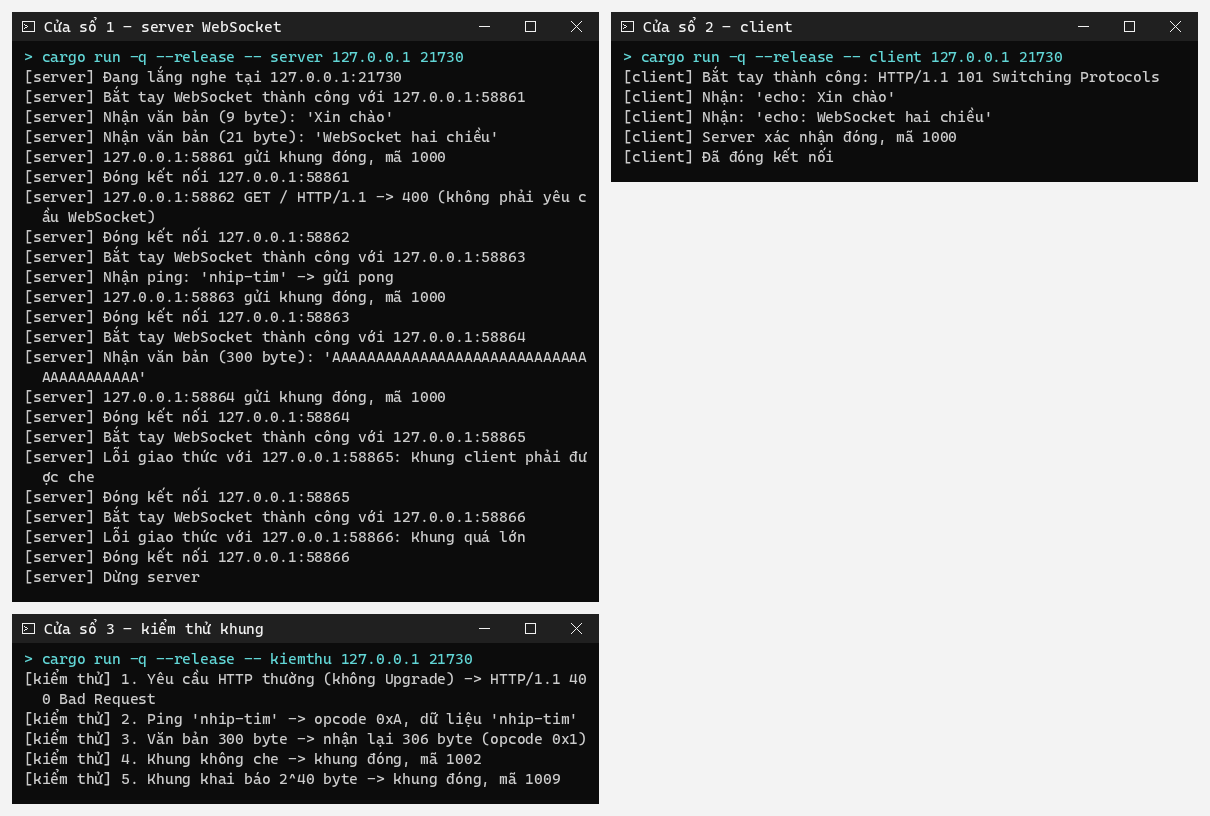 Cửa sổ 1 - server WebSocket
> cargo run -q --release -- server 127.0.0.1 21730
[server] Đang lắng nghe tại 127.0.0.1:21730
[server] Bắt tay WebSocket thành công với 127.0.0.1:58861
[server] Nhận văn bản (9 byte): 'Xin chào'
[server] Nhận văn bản (21 byte): 'WebSocket hai chiều'
[server] 127.0.0.1:58861 gửi khung đóng, mã 1000
[server] Đóng kết nối 127.0.0.1:58861
[server] 127.0.0.1:58862 GET / HTTP/1.1 -> 400 (không phải yêu c
ầu WebSocket)
[server] Đóng kết nối 127.0.0.1:58862
[server] Bắt tay WebSocket thành công với 127.0.0.1:58863
[server] Nhận ping: 'nhip-tim' -> gửi pong
[server] 127.0.0.1:58863 gửi khung đóng, mã 1000
[server] Đóng kết nối 127.0.0.1:58863
[server] Bắt tay WebSocket thành công với 127.0.0.1:58864
[server] Nhận văn bản (300 byte): 'AAAAAAAAAAAAAAAAAAAAAAAAAAAAA
AAAAAAAAAAA'
[server] 127.0.0.1:58864 gửi khung đóng, mã 1000
[server] Đóng kết nối 127.0.0.1:58864
[server] Bắt tay WebSocket thành công với 127.0.0.1:58865
[server] Lỗi giao thức với 127.0.0.1:58865: Khung client phải đư
ợc che
[server] Đóng kết nối 127.0.0.1:58865
[server] Bắt tay WebSocket thành công với 127.0.0.1:58866
[server] Lỗi giao thức với 127.0.0.1:58866: Khung quá lớn
[server] Đóng kết nối 127.0.0.1:58866
[server] Dừng server
Cửa sổ 2 - client
> cargo run -q --release -- client 127.0.0.1 21730
[client] Bắt tay thành công: HTTP/1.1 101 Switching Protocols
[client] Nhận: 'echo: Xin chào'
[client] Nhận: 'echo: WebSocket hai chiều'
[client] Server xác nhận đóng, mã 1000
[client] Đã đóng kết nối
Cửa sổ 3 - kiểm thử khung
> cargo run -q --release -- kiemthu 127.0.0.1 21730
[kiểm thử] 1. Yêu cầu HTTP thường (không Upgrade) -> HTTP/1.1 40
0 Bad Request
[kiểm thử] 2. Ping 'nhip-tim' -> opcode 0xA, dữ liệu 'nhip-tim'
[kiểm thử] 3. Văn bản 300 byte -> nhận lại 306 byte (opcode 0x1)
[kiểm thử] 4. Khung không che -> khung đóng, mã 1002
[kiểm thử] 5. Khung khai báo 2^40 byte -> khung đóng, mã 1009